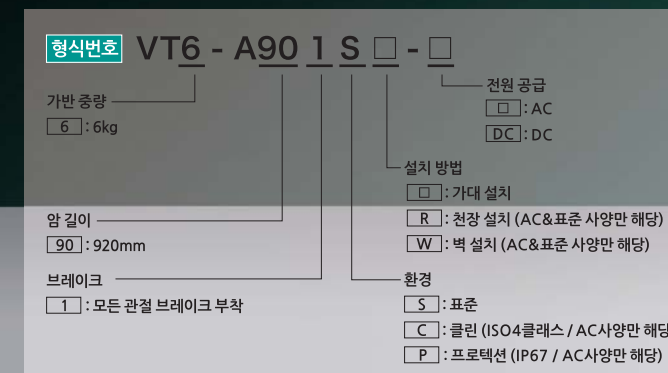 형식번호 VT6 - A901S□ - □
가반 중량
6 : 6kg
암 길이
90 : 920mm
브레이크
1 : 모든 관절 브레이크 부착
전원 공급
□ : AC
DC : DC
설치 방법
□ : 가대 설치
R : 천장 설치 (AC&표준 사양만 해당)
W : 벽 설치 (AC&표준 사양만 해당)
환경
S : 표준
C : 클린 (ISO4클래스 / AC사양만 해당
P : 프로텍션 (IP67 / AC사양만 해당)